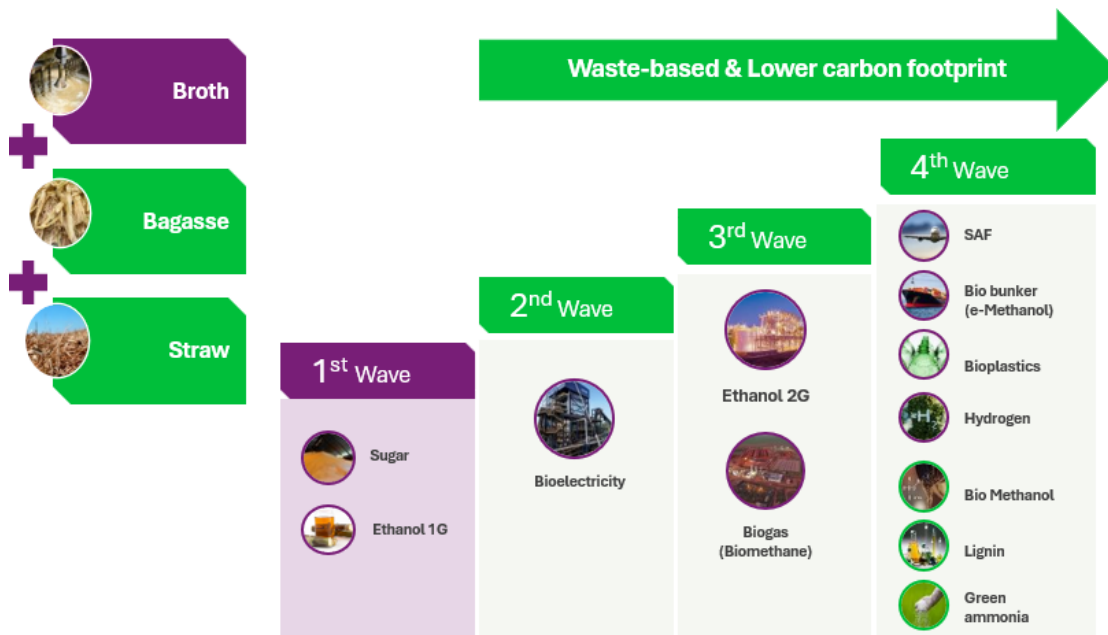 Broth
Bagasse
Straw
Waste-based & Lower carbon footprint
1st Wave
Sugar
Ethanol 1G
2nd Wave
Bioelectricity
3rd Wave
Ethanol 2G
Biogas
(Biomethane)
4th Wave
SAF
Bio bunker
(e-Methanol)
Bioplastics
Hydrogen
Bio Methanol
Lignin
Green
ammonia